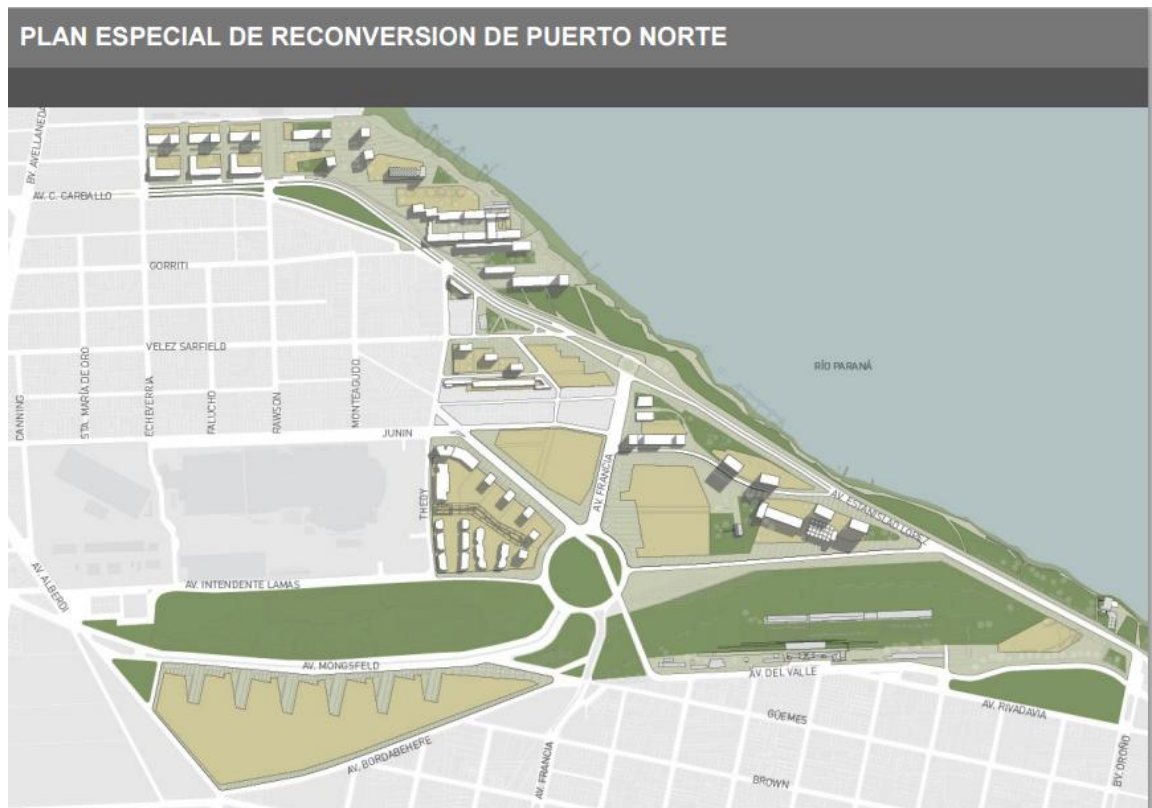 PLAN ESPECIAL DE RECONVERSION DE PUERTO NORTE
BV. AVELLANEDA
AV. C. CARBALLO
GORRITI
VELEZ SARFIELD
RÍO PARANÁ
CANNING
STA. MARÍA DE ORO
ECHEVERRIA
FALUCHO
RAWSON
MONTEAGUDO
JUNIN
THEDY
AV. FRANCIA
AV. ESTANISLAO LOPEZ
AV. ALBERDI
AV. INTENDENTE LAMAS
AV. MONGSFELD
AV. DEL VALLE
AV. RIVADAVIA
GÜEMES
AV. BORDABEHERE
AV. FRANCIA
BROWN
BV. OROÑO